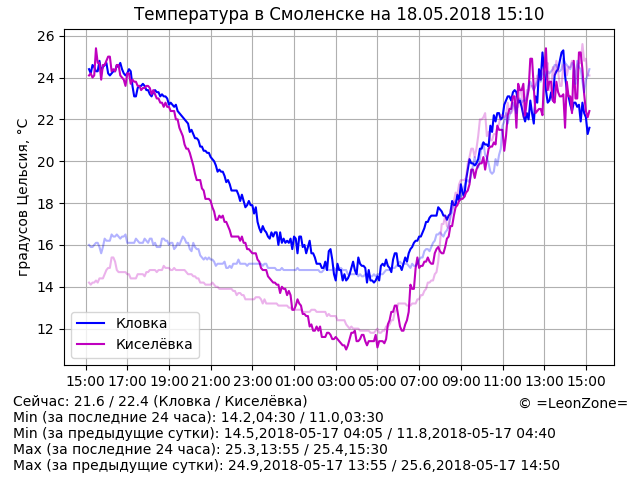 Температура в Смоленске на 18.05.2018 15:10
градусов Цельсия, °C
26
24
22
20
18
16
14
12
Кловка
Киселёвка
15:00 17:00 19:00 21:00 23:00 01:00 03:00 05:00 07:00 09:00 11:00 13:00 15:00
Сейчас: 21.6 / 22.4 (Кловка / Киселёвка)
© =LeonZone=
Min (за последние 24 часа): 14.2,04:30 / 11.0,03:30
Min (за предыдущие сутки): 14.5,2018-05-17 04:05 / 11.8,2018-05-17 04:40
Max (за последние 24 часа): 25.3,13:55 / 25.4,15:30
Max (за предыдущие сутки): 24.9,2018-05-17 13:55 / 25.6,2018-05-17 14:50